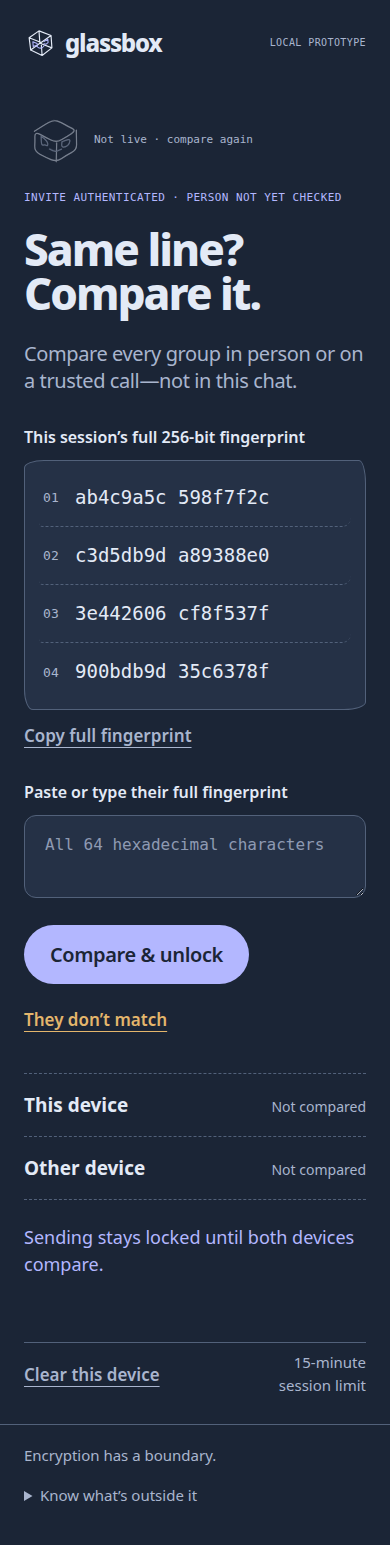 glassbox
LOCAL PROTOTYPE
Not live · compare again
INVITE AUTHENTICATED · PERSON NOT YET CHECKED
Same line?
Compare it.
Compare every group in person or on
a trusted call—not in this chat.
This session’s full 256-bit fingerprint
01 ab4c9a5c 598f7f2c
02 c3d5db9d a89388e0
03 3e442606 cf8f537f
04 900bdb9d 35c6378f
Copy full fingerprint
Paste or type their full fingerprint
All 64 hexadecimal characters
Compare & unlock
They don’t match
This device Not compared
Other device Not compared
Sending stays locked until both devices
compare.
Clear this device
15-minute
session limit
Encryption has a boundary.
Know what’s outside it